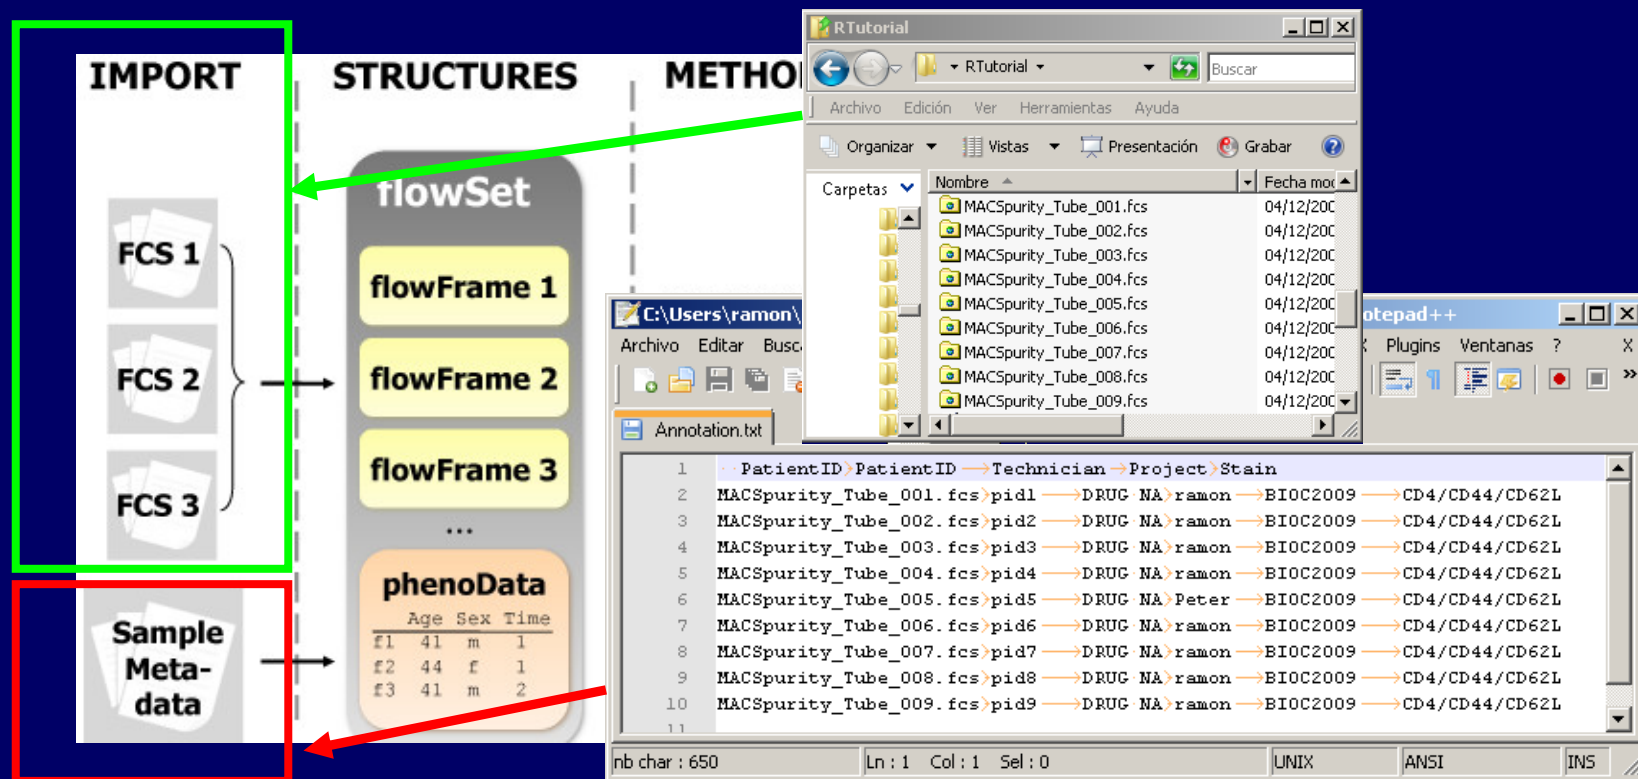 IMPORT
STRUCTURES
METHO
FCS 1
FCS 2
FCS 3
Sample
Meta-
data
flowSet
flowFrame 1
flowFrame 2
flowFrame 3
...
phenoData
Age Sex Time
f1 41 m 1
f2 44 f 1
f3 41 m 2
RTutorial
RTutorial
Buscar
Archivo Edición Ver Herramientas Ayuda
Organizar Vistas Presentación Grabar
Carpetas
Nombre Fecha mod
MACSpurity_Tube_001.fcs 04/12/200
MACSpurity_Tube_002.fcs 04/12/200
MACSpurity_Tube_003.fcs 04/12/200
MACSpurity_Tube_004.fcs 04/12/200
MACSpurity_Tube_005.fcs 04/12/200
MACSpurity_Tube_006.fcs 04/12/200
MACSpurity_Tube_007.fcs 04/12/200
MACSpurity_Tube_008.fcs 04/12/200
MACSpurity_Tube_009.fcs 04/12/200
C:\Users\ramon\ otepad++
Archivo Editar Busc Plugins Ventanas ? X
Annotation.txt
1 PatientID PatientID Technician Project Stain
2 MACSpurity_Tube_001.fcs pid1 DRUG NA ramon BIOC2009 CD4/CD44/CD62L
3 MACSpurity_Tube_002.fcs pid2 DRUG NA ramon BIOC2009 CD4/CD44/CD62L
4 MACSpurity_Tube_003.fcs pid3 DRUG NA ramon BIOC2009 CD4/CD44/CD62L
5 MACSpurity_Tube_004.fcs pid4 DRUG NA ramon BIOC2009 CD4/CD44/CD62L
6 MACSpurity_Tube_005.fcs pid5 DRUG NA Peter BIOC2009 CD4/CD44/CD62L
7 MACSpurity_Tube_006.fcs pid6 DRUG NA ramon BIOC2009 CD4/CD44/CD62L
8 MACSpurity_Tube_007.fcs pid7 DRUG NA ramon BIOC2009 CD4/CD44/CD62L
9 MACSpurity_Tube_008.fcs pid8 DRUG NA ramon BIOC2009 CD4/CD44/CD62L
10 MACSpurity_Tube_009.fcs pid9 DRUG NA ramon BIOC2009 CD4/CD44/CD62L
11
nb char : 650 Ln : 1 Col : 1 Sel : 0 UNIX ANSI INS